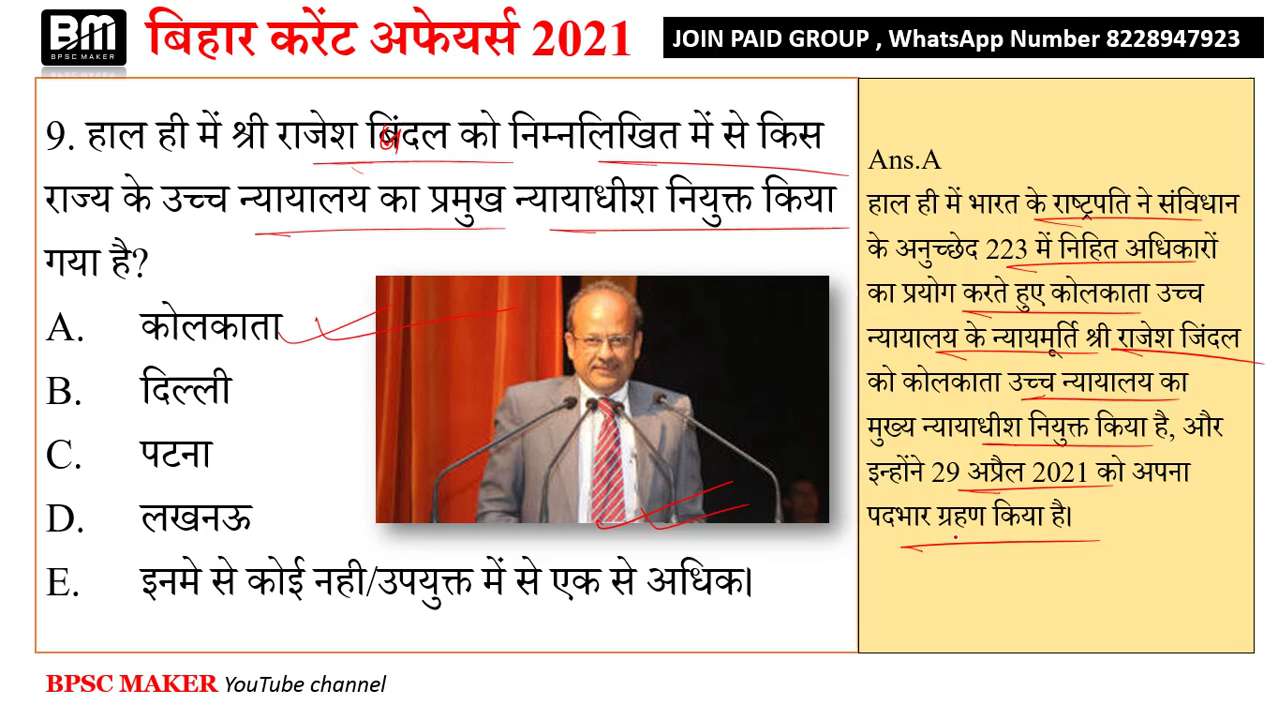 BM
BPSC MAKER
बिहार करेंट अफेयर्स 2021
JOIN PAID GROUP , WhatsApp Number 8228947923
9. हाल ही में श्री राजेश बिंदल को निम्नलिखित में से किस
राज्य के उच्च न्यायालय का प्रमुख न्यायाधीश नियुक्त किया
गया है?
A. कोलकाता
B. दिल्ली
C. पटना
D. लखनऊ
E. इनमे से कोई नही/उपयुक्त में से एक से अधिक।
Ans.A
हाल ही में भारत के राष्ट्रपति ने संविधान
के अनुच्छेद 223 में निहित अधिकारों
का प्रयोग करते हुए कोलकाता उच्च
न्यायालय के न्यायमूर्ति श्री राजेश जिंदल
को कोलकाता उच्च न्यायालय का
मुख्य न्यायाधीश नियुक्त किया है, और
इन्होंने 29 अप्रैल 2021 को अपना
पदभार ग्रहण किया है।
BPSC MAKER YouTube channel